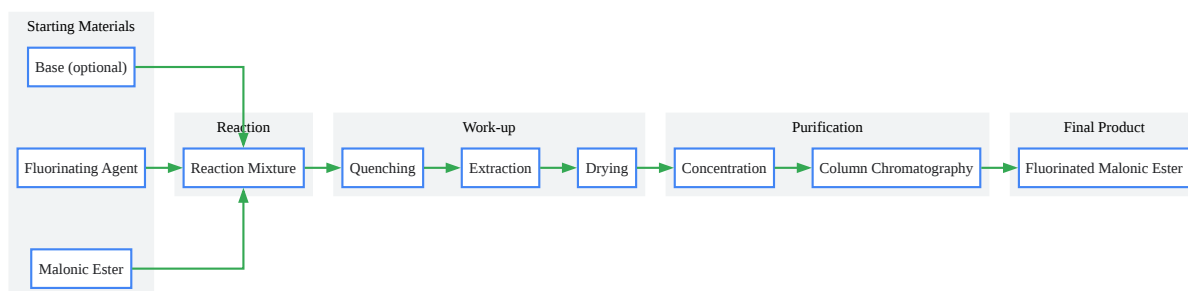 Starting Materials
Base (optional)
Fluorinating Agent
Malonic Ester
Reaction
Reaction Mixture
Work-up
Quenching
Extraction
Drying
Purification
Concentration
Column Chromatography
Final Product
Fluorinated Malonic Ester